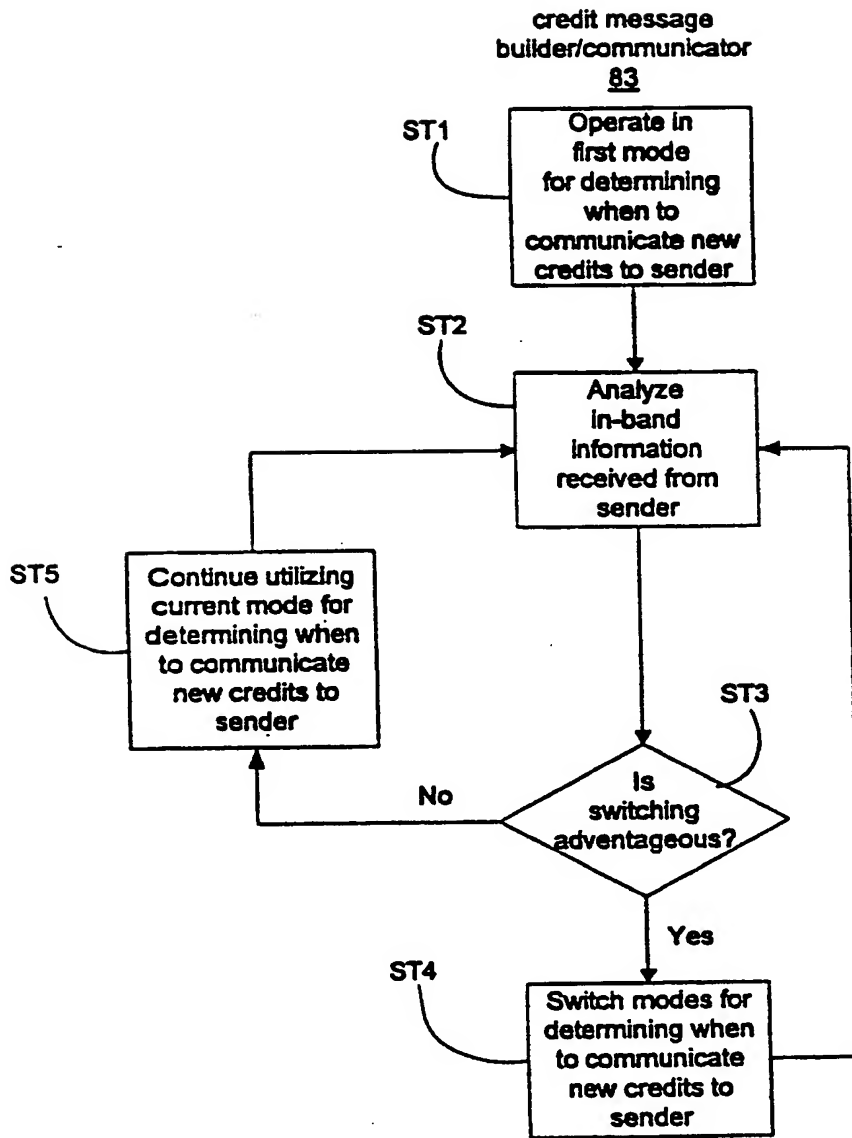 credit message
builder/communicator
83
ST1
Operate in
first mode
for determining
when to
communicate new
credits to sender
ST2
Analyze
in-band
information
received from
sender
ST5
Continue utilizing
current mode for
determining when
to communicate
new credits to
sender
ST3
Is
switching
adventageous?
No
Yes
ST4
Switch modes for
determining when
to communicate
new credits to
sender